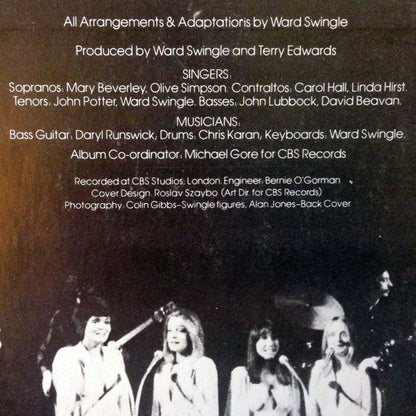 All Arrangements & Adaptations by Ward Swingle
Produced by Ward Swingle and Terry Edwards
SINGERS:
Sopranos: Mary Beverley, Olive Simpson. Contraltos: Carol Hall, Linda Hirst.
Tenors: John Potter, Ward Swingle. Basses: John Lubbock, David Beavan.
MUSICIANS:
Bass Guitar: Daryl Runswick, Drums: Chris Karan, Keyboards: Ward Swingle.
Album Co-ordinator: Michael Gore for CBS Records
Recorded at CBS Studios, London. Engineer: Bernie O'Gorman
Cover Design: Roslav Szaybo (Art Dir. for CBS Records)
Photography: Colin Gibbs–Swingle figures, Alan Jones–Back Cover